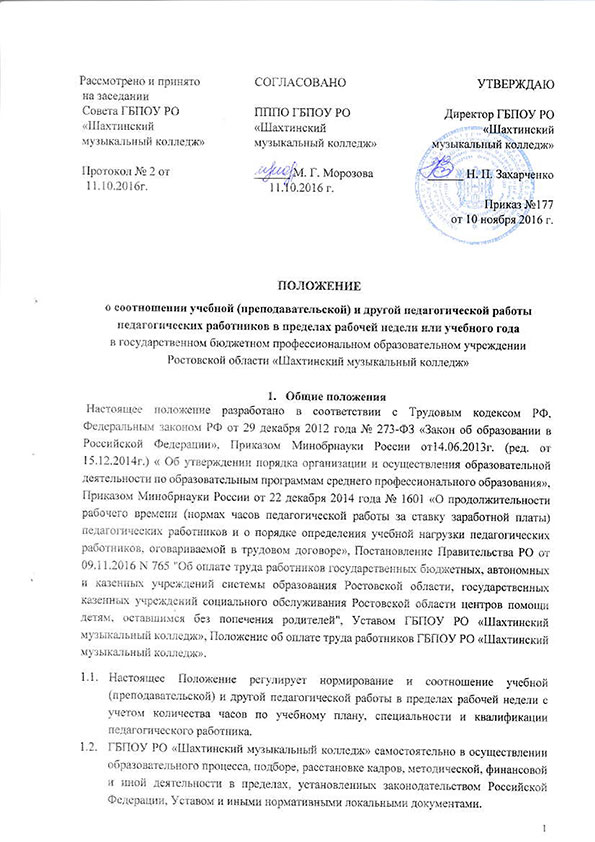 Рассмотрено и принято
на заседании
Совета ГБПОУ РО
«Шахтинский
музыкальный колледж»
Протокол № 2 от
11.10.2016г.
СОГЛАСОВАНО
ПППО ГБПОУ РО
«Шахтинский
музыкальный колледж»
М. Г. Морозова
11.10.2016 г.
УТВЕРЖДАЮ
Директор ГБПОУ РО
«Шахтинский
музыкальный колледж»
Н. П. Захарченко
Приказ №177
от 10 ноября 2016 г.
ПОЛОЖЕНИЕ
о соотношении учебной (преподавательской) и другой педагогической работы
педагогических работников в пределах рабочей недели или учебного года
в государственном бюджетном профессиональном образовательном учреждении
Ростовской области «Шахтинский музыкальный колледж»
1. Общие положения
Настоящее положение разработано в соответствии с Трудовым кодексом РФ,
Федеральным законом РФ от 29 декабря 2012 года № 273-ФЗ «Закон об образовании в
Российской Федерации», Приказом Минобрнауки России от14.06.2013г. (ред. от
15.12.2014г.) « Об утверждении порядка организации и осуществления образовательной
деятельности по образовательным программам среднего профессионального образования»,
Приказом Минобрнауки России от 22 декабря 2014 года № 1601 «О продолжительности
рабочего времени (нормах часов педагогической работы за ставку заработной платы)
педагогических работников и о порядке определения учебной нагрузки педагогических
работников, оговариваемой в трудовом договоре», Постановление Правительства РО от
09.11.2016 N 765 "Об оплате труда работников государственных бюджетных, автономных
и казенных учреждений системы образования Ростовской области, государственных
казенных учреждений социального обслуживания Ростовской области центров помощи
детям, оставшимся без попечения родителей", Уставом ГБПОУ РО «Шахтинский
музыкальный колледж», Положение об оплате труда работников ГБПОУ РО «Шахтинский
музыкальный колледж».
1.1. Настоящее Положение регулирует нормирование и соотношение учебной
(преподавательской) и другой педагогической работы в пределах рабочей недели с
учетом количества часов по учебному плану, специальности и квалификации
педагогического работника.
1.2. ГБПОУ РО «Шахтинский музыкальный колледж» самостоятельно в осуществлении
образовательного процесса, подборе, расстановке кадров, методической, финансовой
и иной деятельности в пределах, установленных законодательством Российской
Федерации, Уставом и иными нормативными локальными документами.
1